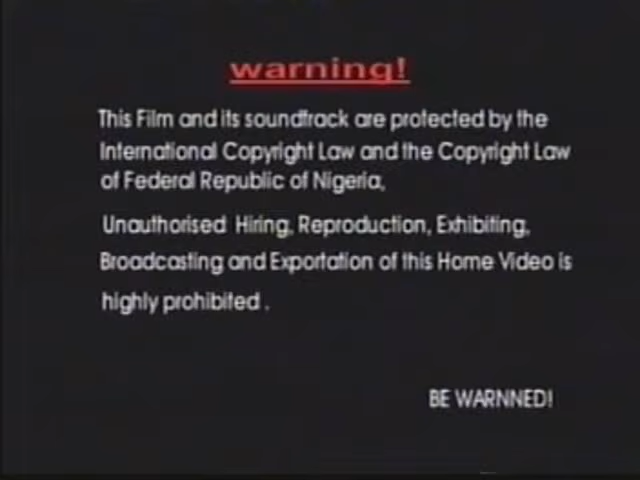 warning!
This Film and its soundtrack are protected by the
International Copyright Law and the Copyright Law
of Federal Republic of Nigeria,
Unauthorised Hiring, Reproduction, Exhibiting,
Broadcasting and Exportation of this Home Video is
highly prohibited .
BE WARNNED!